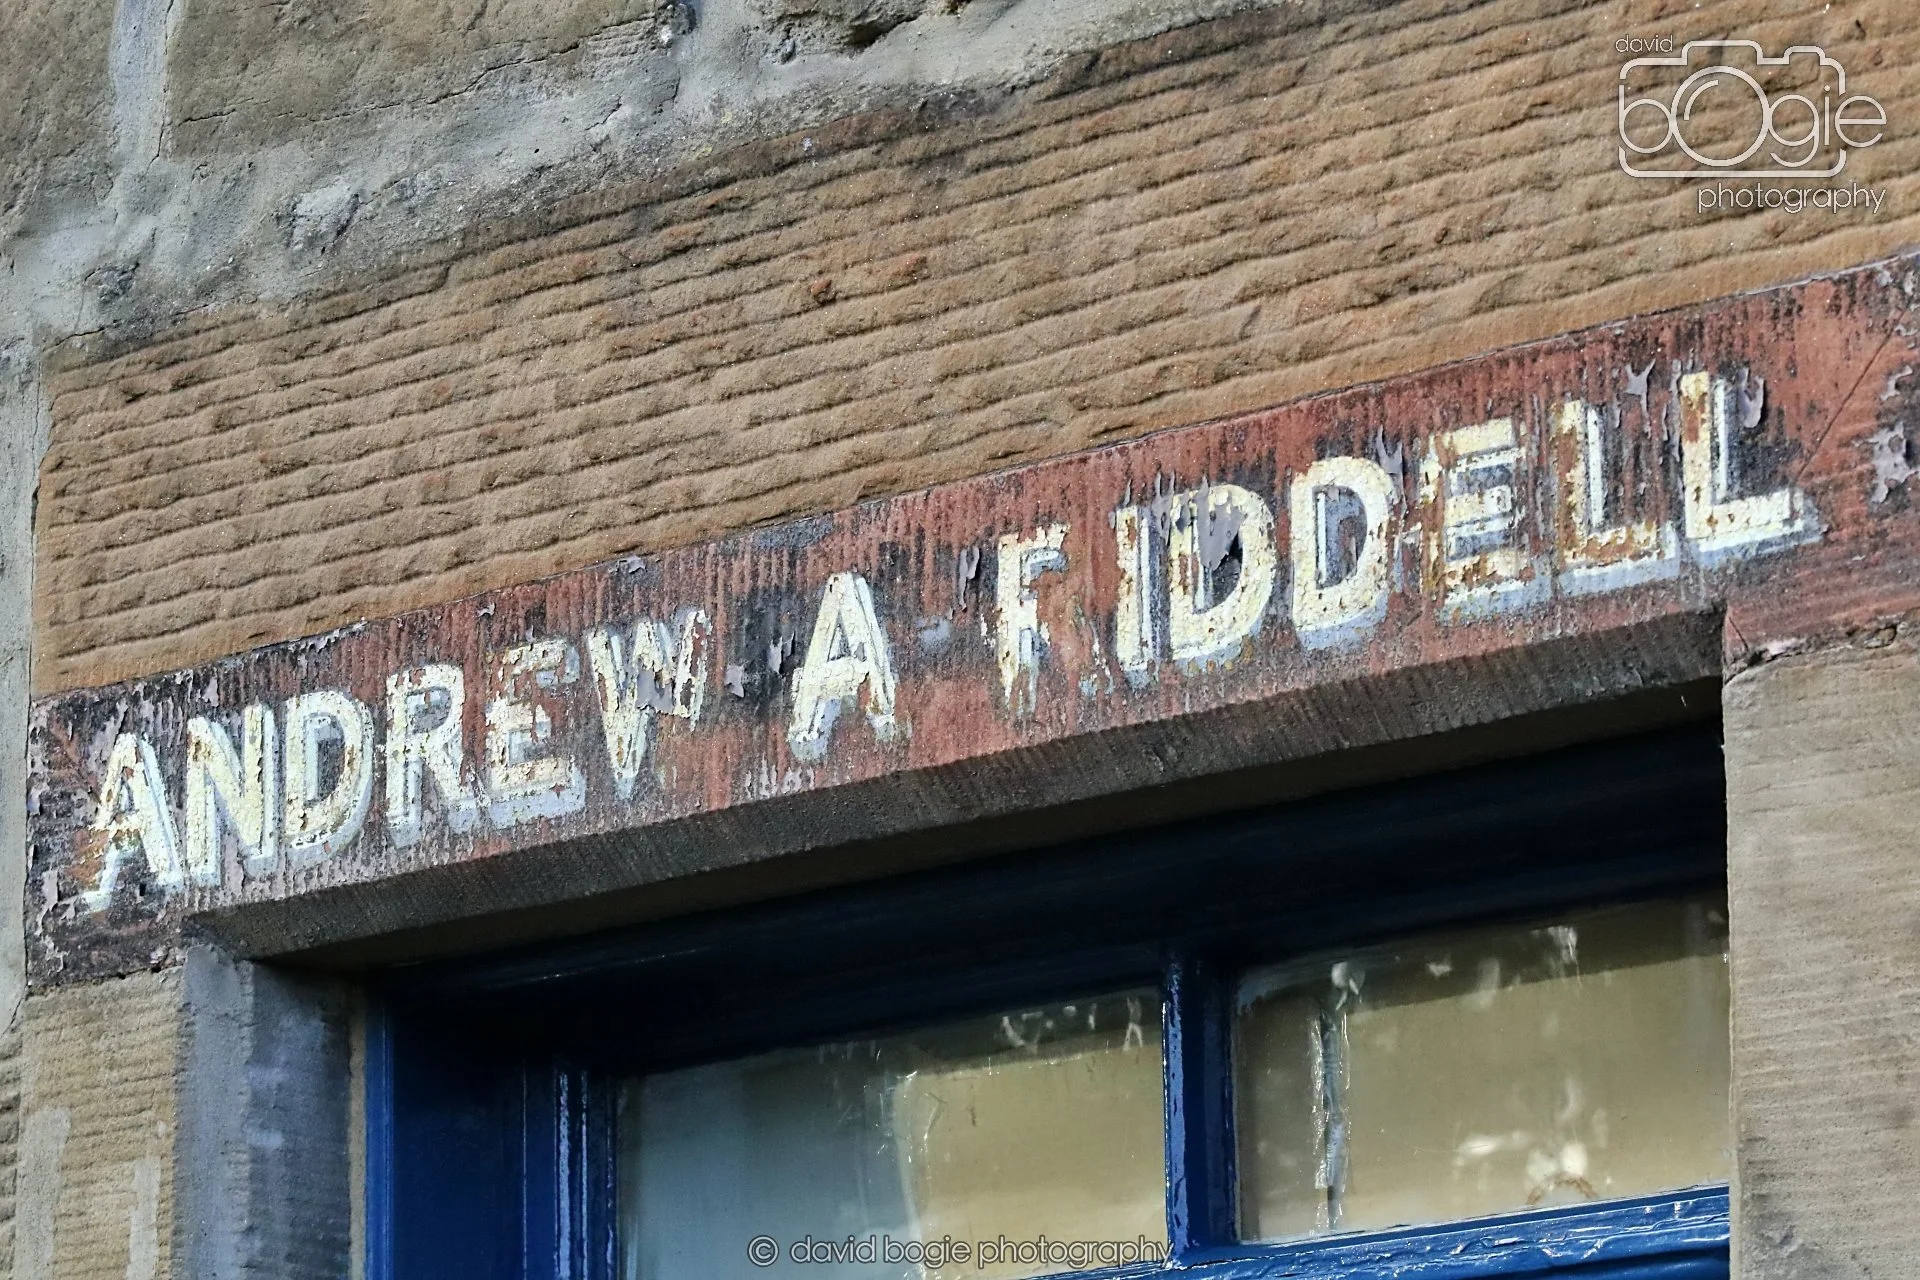 david
bogie
photography
ANDREW A FIDDELL
© david bogie photography